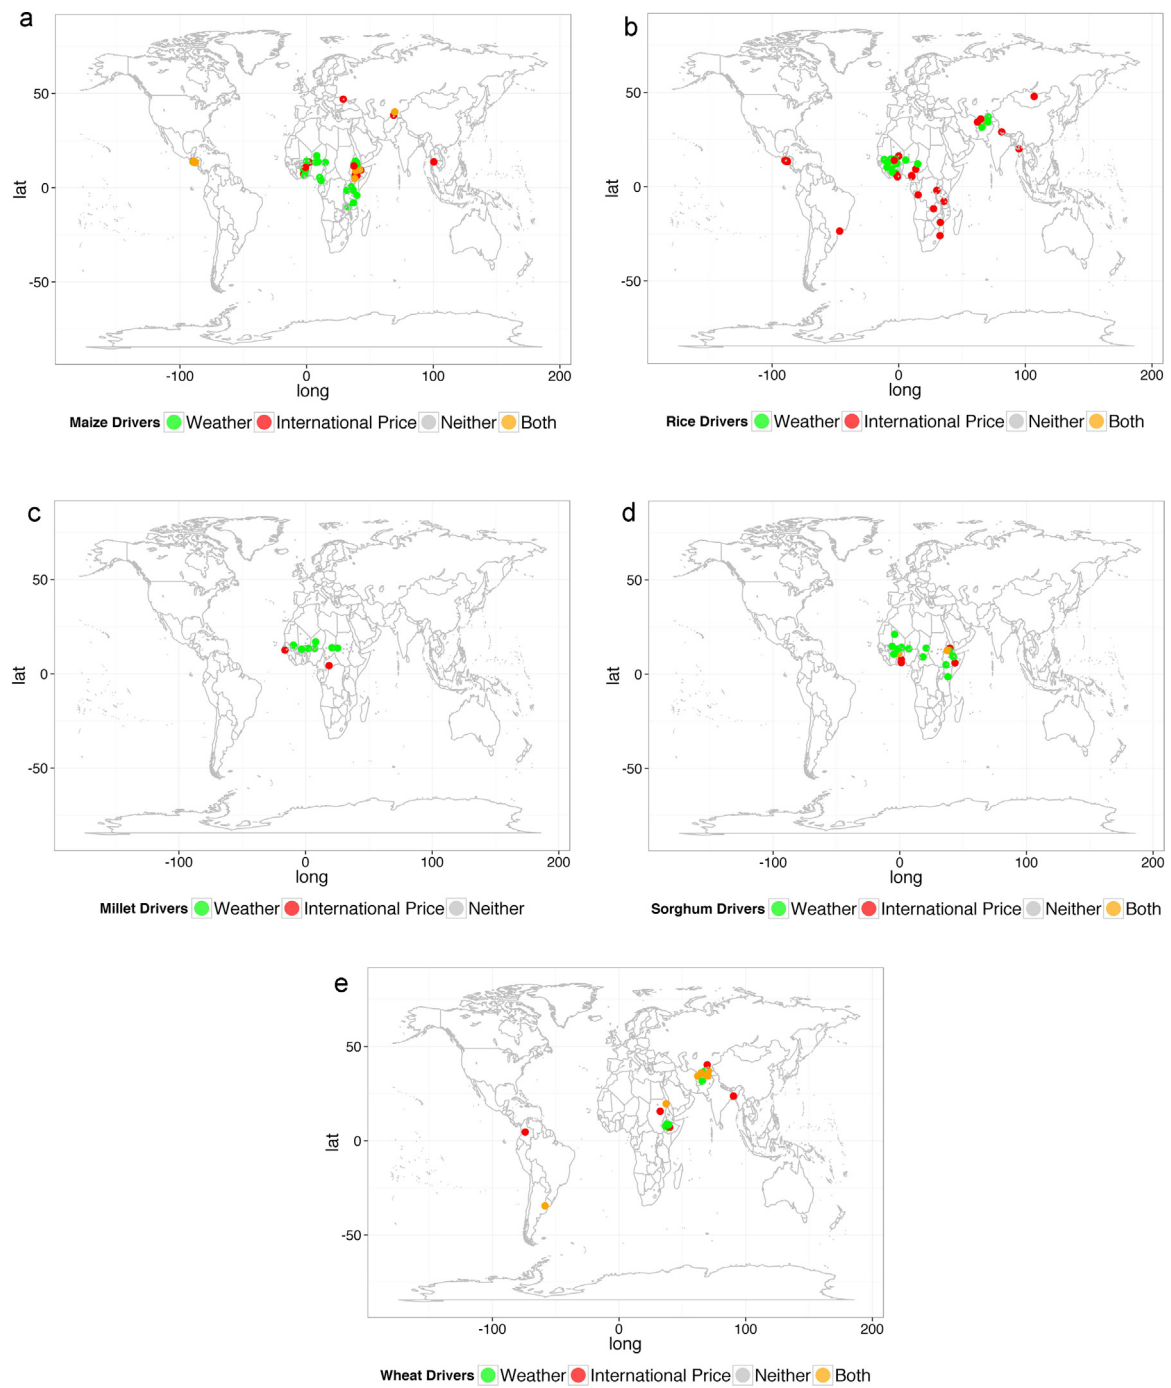 a
50
0
-50
lat
-100 0 100 200
long
Maize Drivers Weather International Price Neither Both
b
50
0
-50
lat
-100 0 100 200
long
Rice Drivers Weather International Price Neither Both
c
50
0
-50
lat
-100 0 100 200
long
Millet Drivers Weather International Price Neither
d
50
0
-50
lat
-100 0 100 200
long
Sorghum Drivers Weather International Price Neither Both
e
50
0
-50
lat
-100 0 100 200
long
Wheat Drivers Weather International Price Neither Both